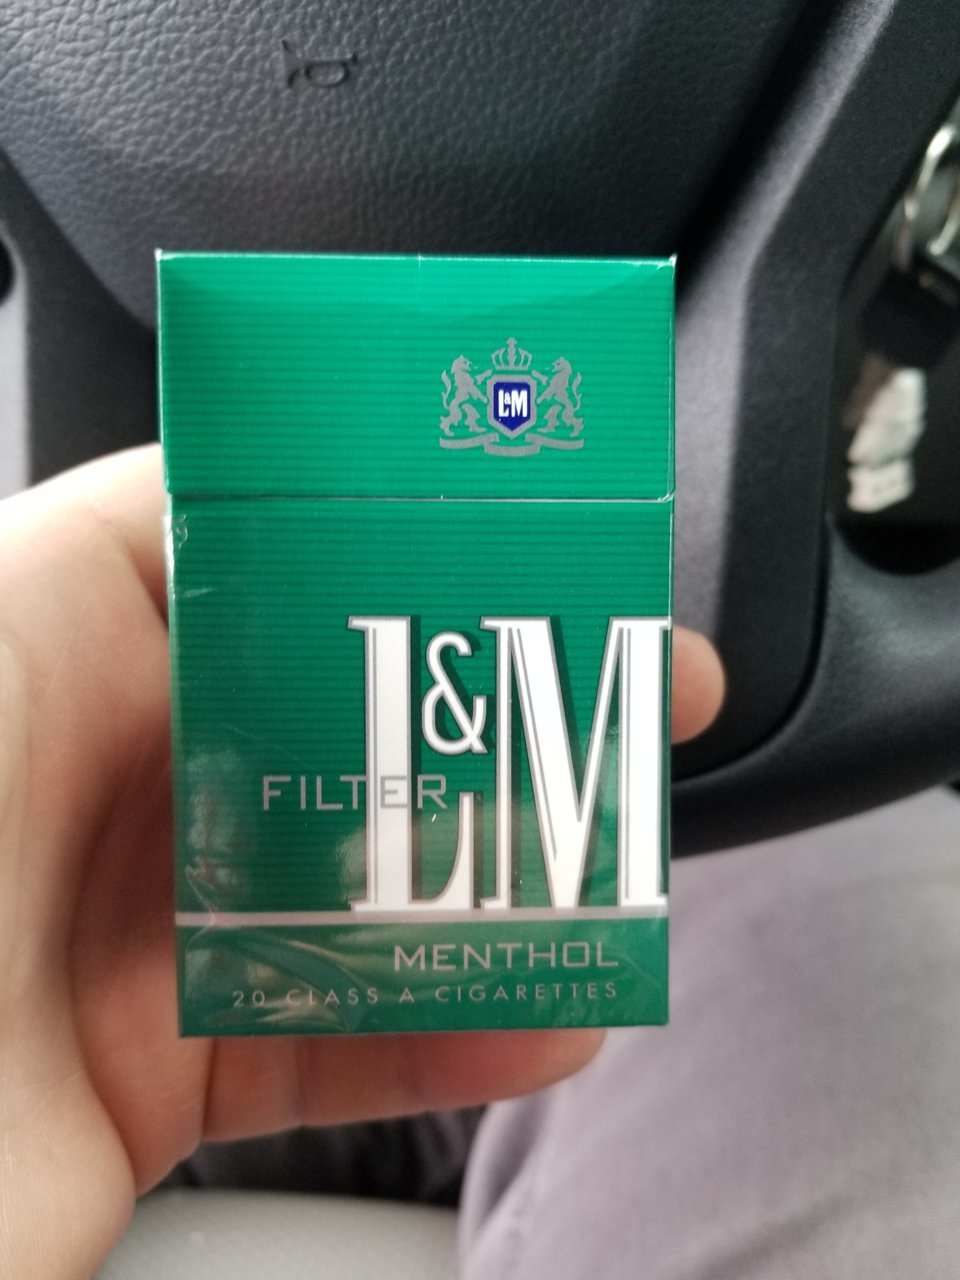 L&M
L&M
FILTER
MENTHOL
20 CLASS A CIGARETTES